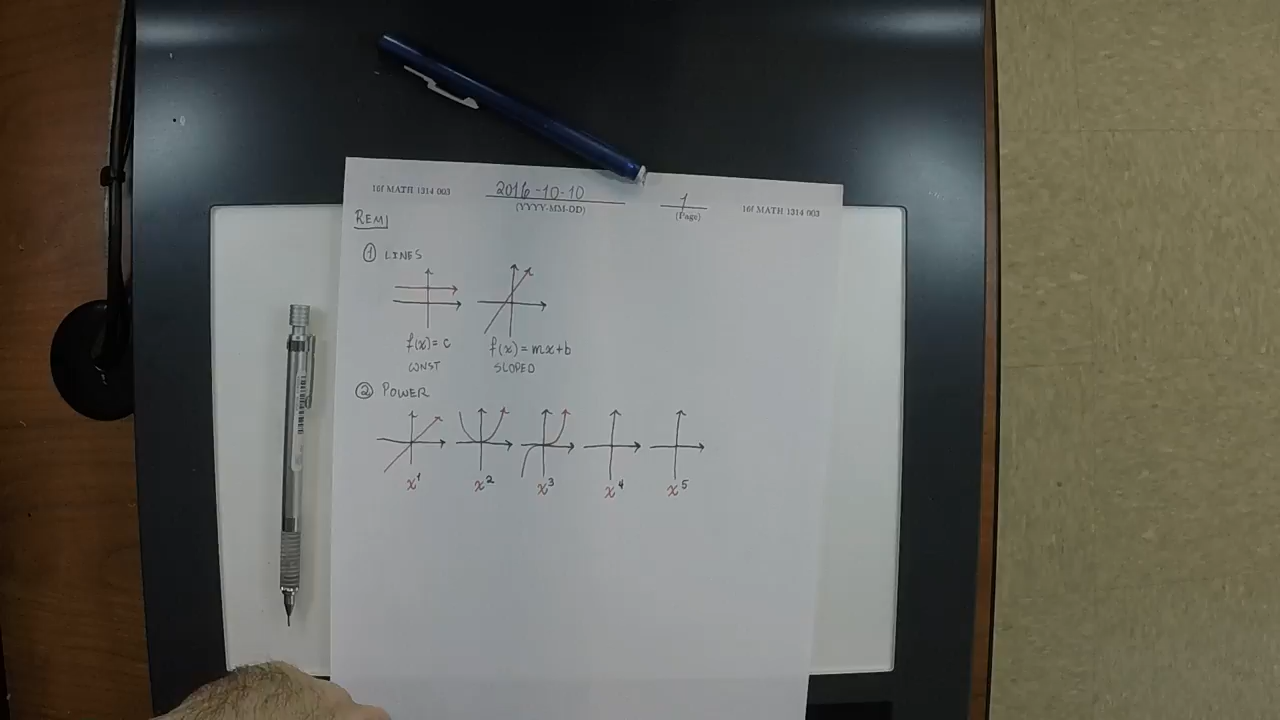 16f MATH 1314 003 2016-10-10 1 16f MATH 1314 003
(YYYY-MM-DD) (Page)
REM
① LINES
f(x)=c f(x)=mx+b
CONST SLOPED
② POWER
x¹ x² x³ x⁴ x⁵